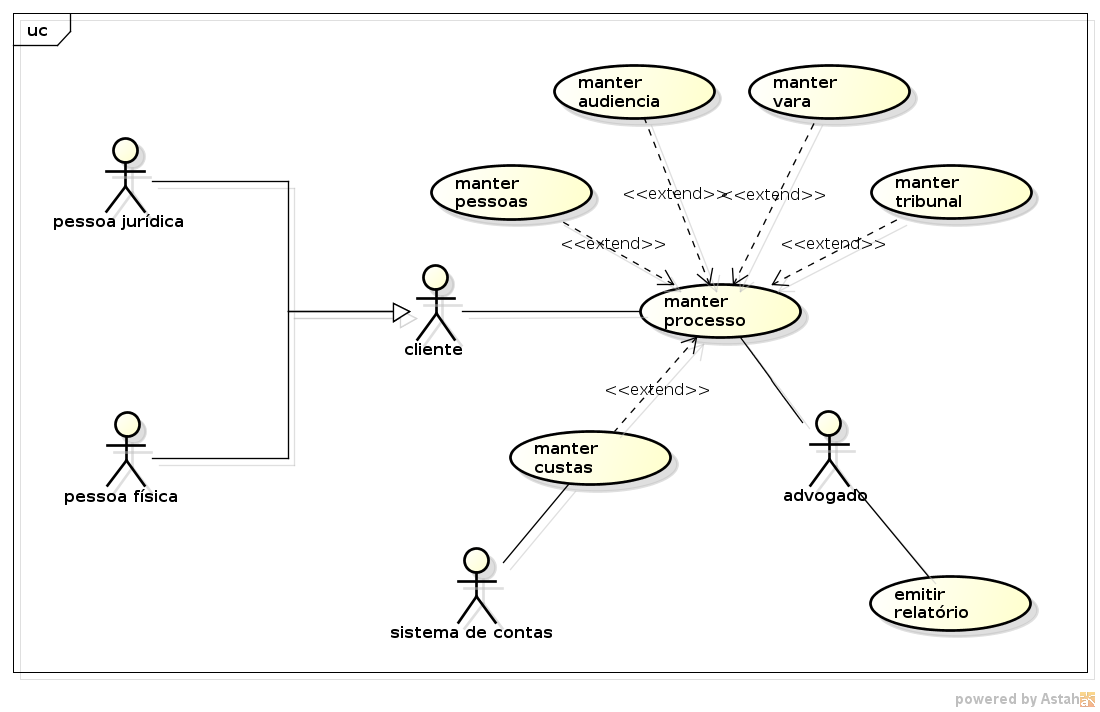 uc
manter
audiencia
manter
vara
pessoa jurídica
manter
pessoas
<<extend>>
<<extend>>
manter
tribunal
<<extend>>
<<extend>>
manter
processo
cliente
<<extend>>
manter
custas
pessoa física
advogado
sistema de contas
emitir
relatório
powered by Astah